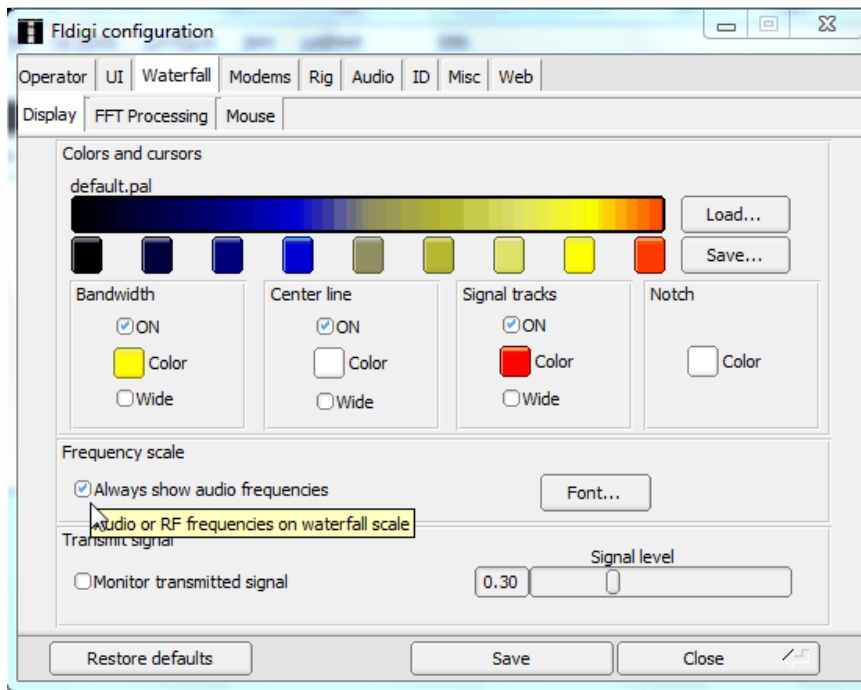 Fldigi configuration
Operator UI Waterfall Modems Rig Audio ID Misc Web
Display FFT Processing Mouse
Colors and cursors
default.pal
Load...
Save...
Bandwidth Center line Signal tracks Notch
ON ON ON
Color Color Color Color
Wide Wide Wide
Frequency scale
Always show audio frequencies Font...
or RF frequencies on waterfall scale
Transmit signal
Signal level
Monitor transmitted signal 0.30
Restore defaults Save Close